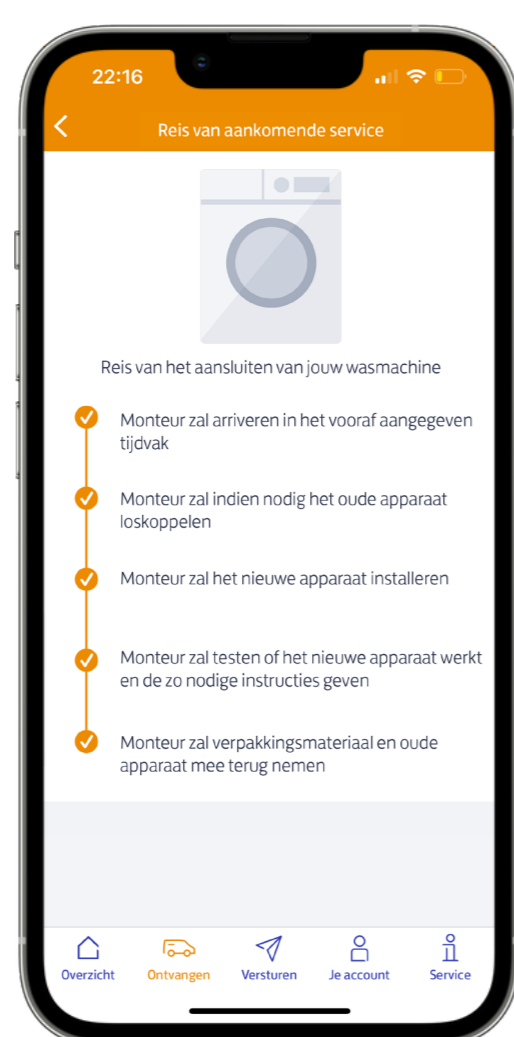 22:16
Reis van aankomende service
Reis van het aansluiten van jouw wasmachine
Monteur zal arriveren in het vooraf aangegeven
tijdvak
Monteur zal indien nodig het oude apparaat
loskoppelen
Monteur zal het nieuwe apparaat installeren
Monteur zal testen of het nieuwe apparaat werkt
en de zo nodige instructies geven
Monteur zal verpakkingsmateriaal en oude
apparaat mee terug nemen
Overzicht Ontvangen Versturen Je account Service